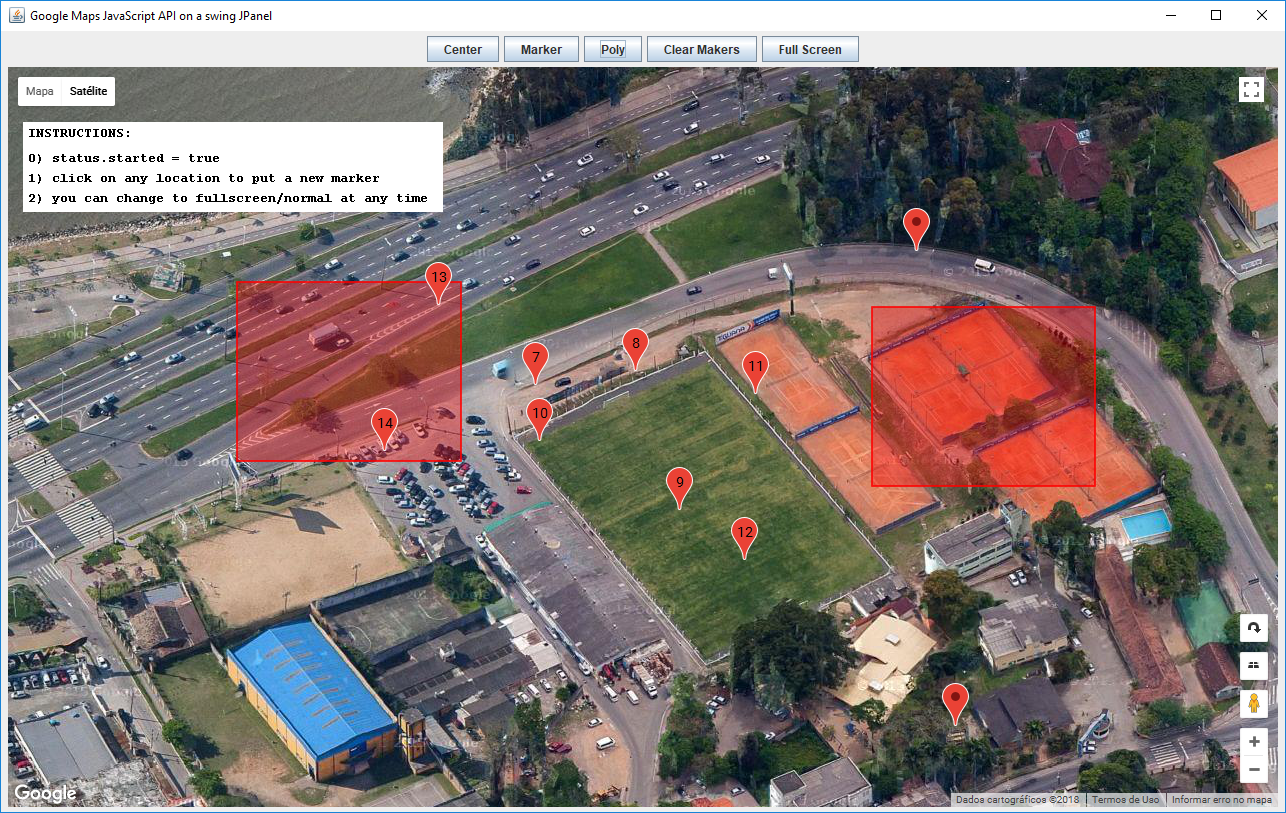 Google Maps JavaScript API on a swing JPanel
Center Marker Poly Clear Makers Full Screen
Mapa Satélite
INSTRUCTIONS:
0) status.started = true
1) click on any location to put a new marker
2) you can change to fullscreen/normal at any time
13
7
8
11
14
10
9
12
Google
Dados cartográficos ©2018 Termos de Uso Informar erro no mapa